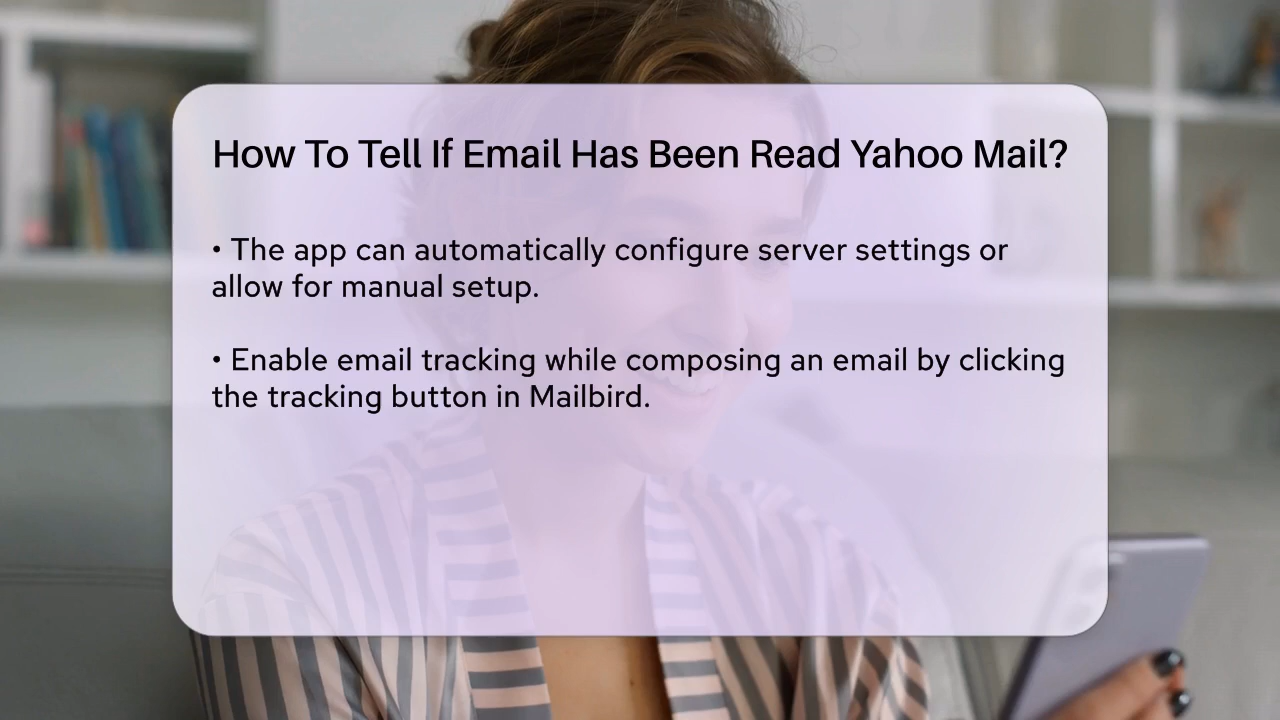 How To Tell If Email Has Been Read Yahoo Mail?
• The app can automatically configure server settings or
allow for manual setup.
• Enable email tracking while composing an email by clicking
the tracking button in Mailbird.